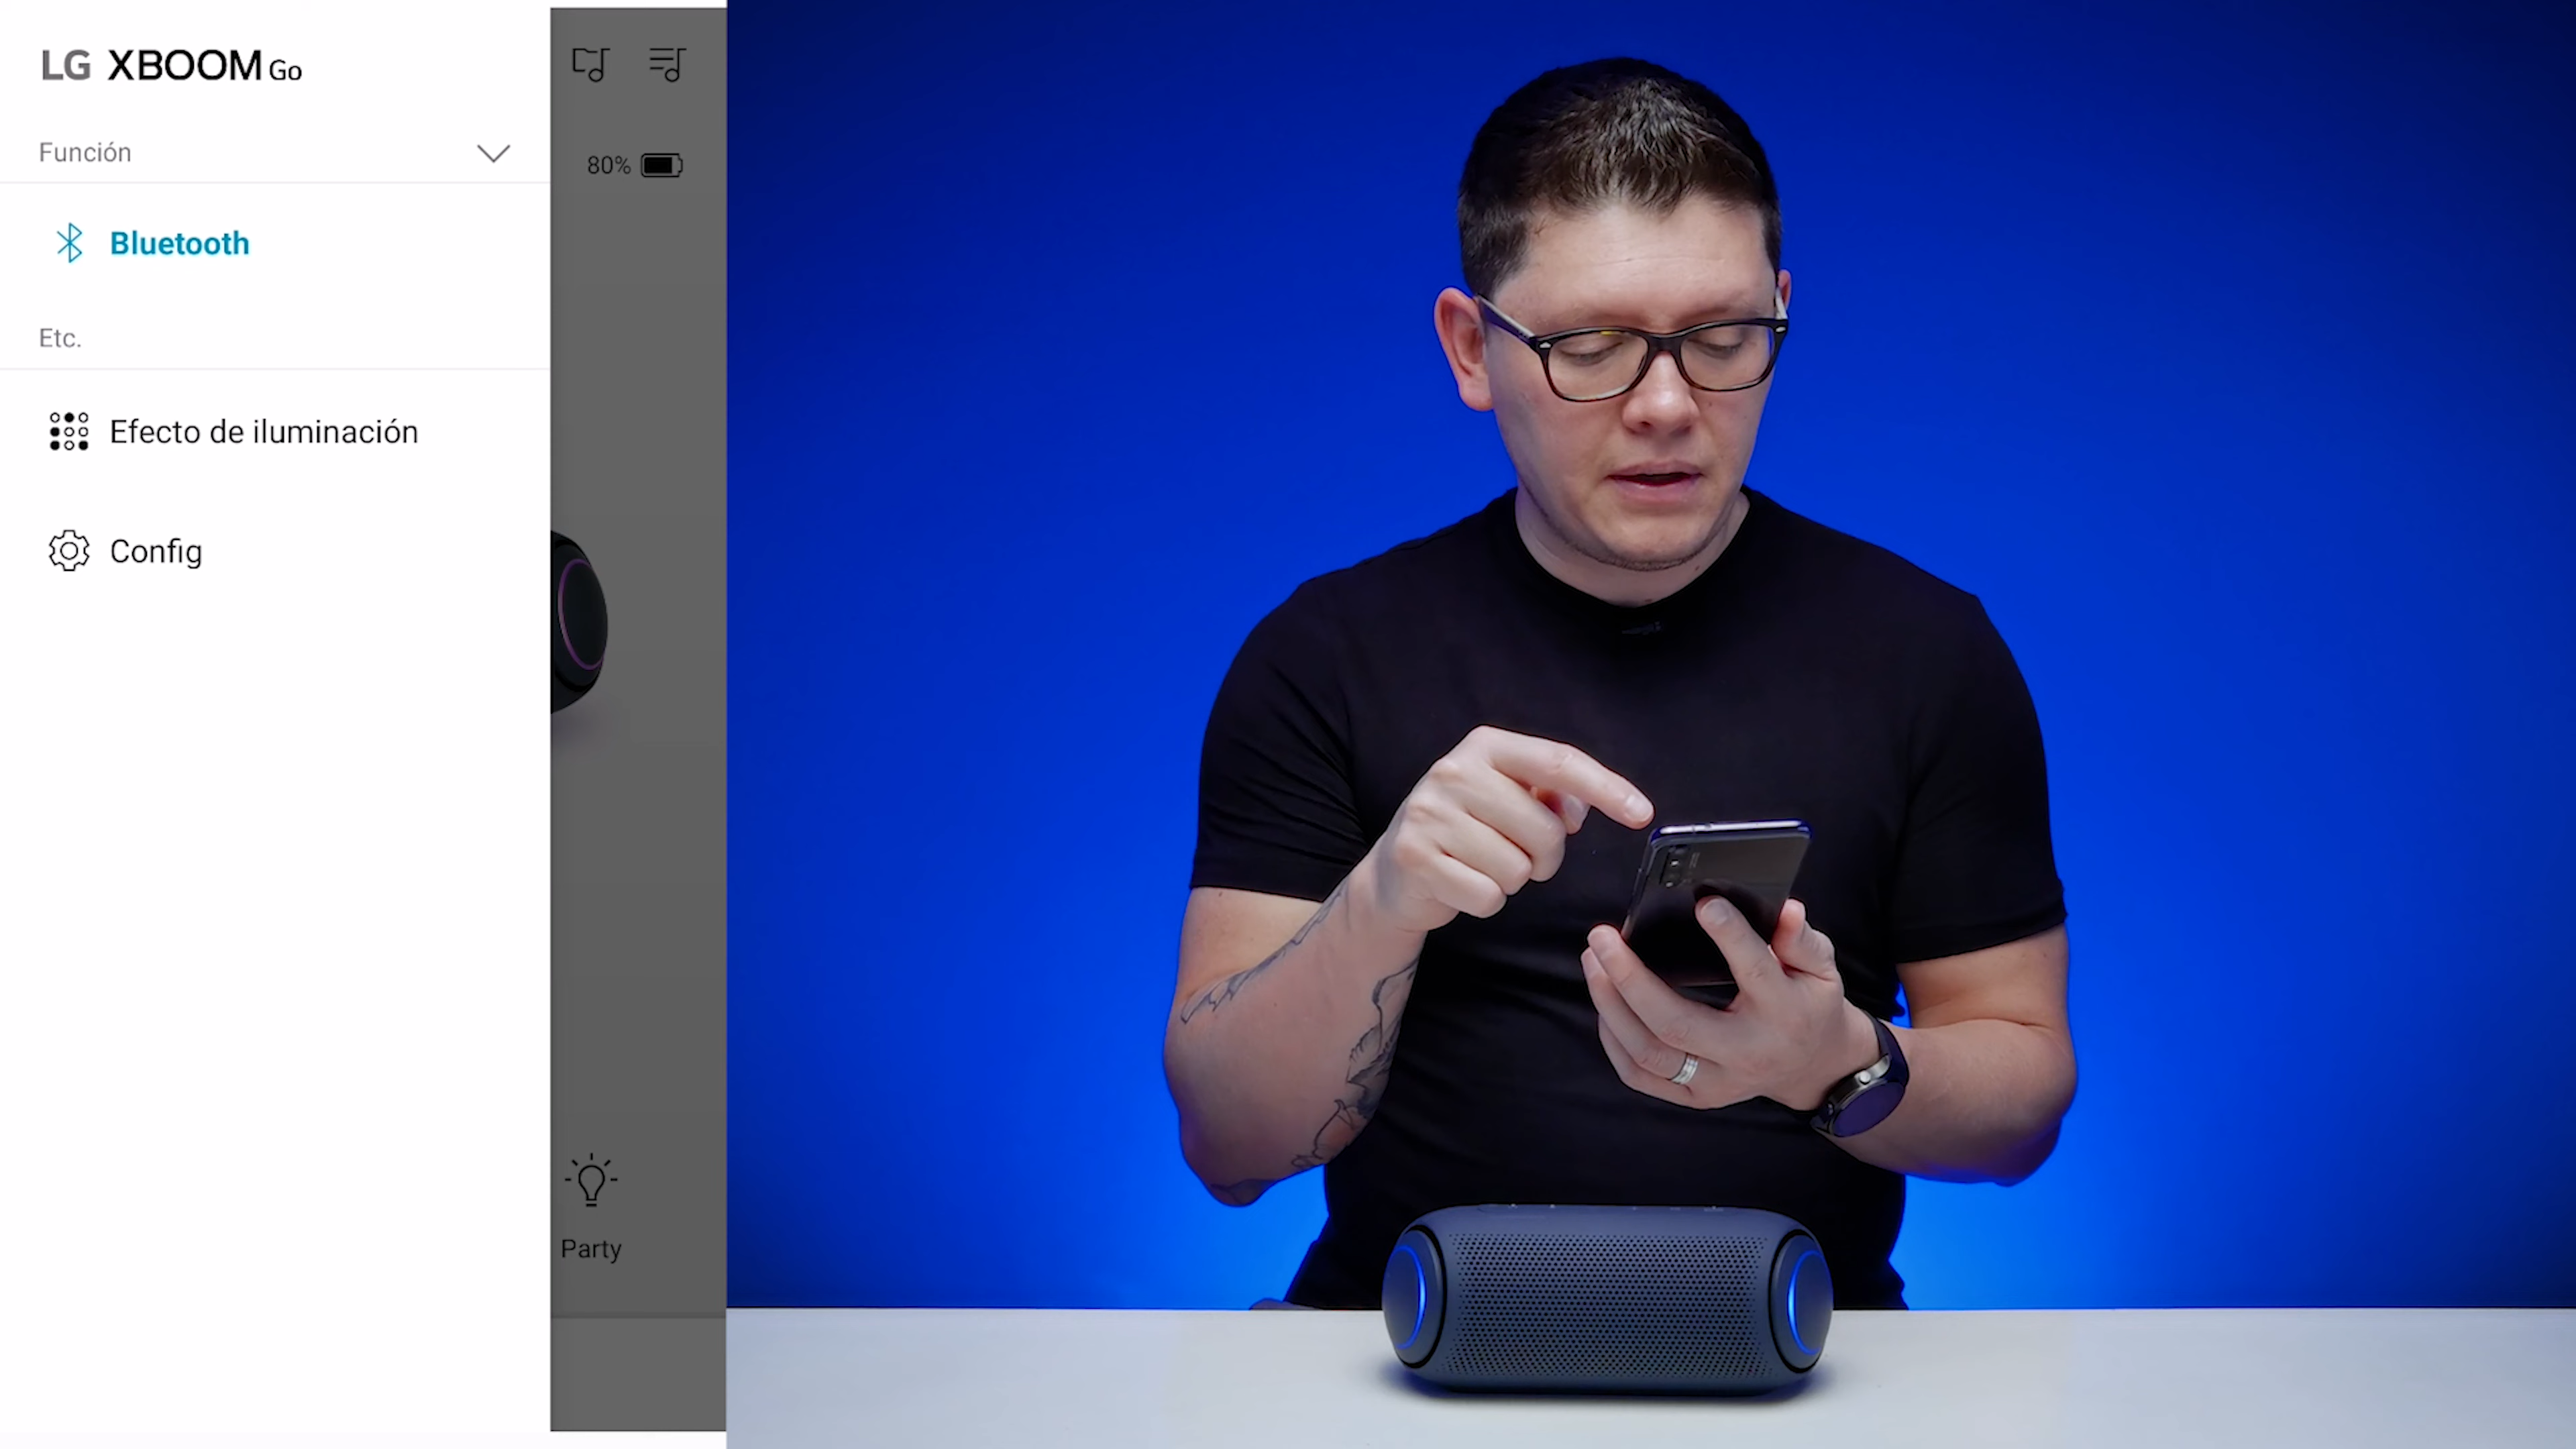 LG XBOOM Go
Función
80%
Bluetooth
Etc.
Efecto de iluminación
Config
Party